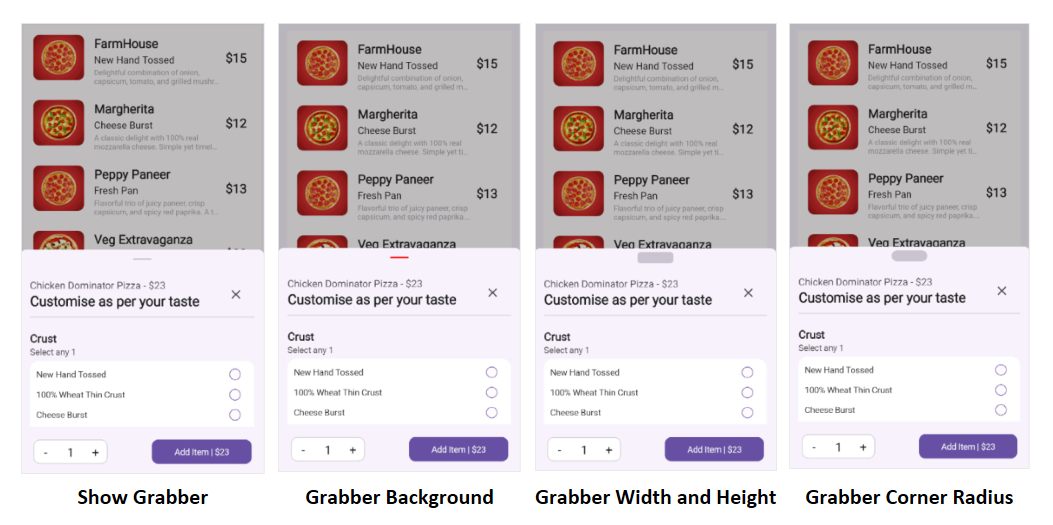 FarmHouse
New Hand Tossed
$15
Delightful combination of onion,
capsicum, tomato, and grilled mushr...
Margherita
Cheese Burst
$12
A classic delight with 100% real
mozzarella cheese. Simple yet timel...
Peppy Paneer
Fresh Pan
$13
Flavorful trio of juicy paneer, crisp
capsicum, and spicy red paprika. A t...
Veg Extravaganza
Chicken Dominator Pizza - $23
Customise as per your taste
Crust
Select any 1
New Hand Tossed
100% Wheat Thin Crust
Cheese Burst
- 1 +
Add Item | $23
Show Grabber
FarmHouse
New Hand Tossed
$15
Delightful combination of onion,
capsicum, tomato, and grilled m...
Margherita
Cheese Burst
$12
A classic delight with 100% real
mozzarella cheese. Simple yet ti...
Peppy Paneer
Fresh Pan
$13
Flavorful trio of juicy paneer, crisp
capsicum, and spicy red paprika....
Veg Extravaganza
Chicken Dominator Pizza - $23
Customise as per your taste
Crust
Select any 1
New Hand Tossed
100% Wheat Thin Crust
Cheese Burst
- 1 +
Add Item | $23
Grabber Background
FarmHouse
New Hand Tossed
$15
Delightful combination of onion,
capsicum, tomato, and grilled m...
Margherita
Cheese Burst
$12
A classic delight with 100% real
mozzarella cheese. Simple yet ti...
Peppy Paneer
Fresh Pan
$13
Flavorful trio of juicy paneer, crisp
capsicum, and spicy red paprika....
Veg Extravaganza
Chicken Dominator Pizza - $23
Customise as per your taste
Crust
Select any 1
New Hand Tossed
100% Wheat Thin Crust
Cheese Burst
- 1 +
Add Item | $23
Grabber Width and Height
FarmHouse
New Hand Tossed
$15
Delightful combination of onion,
capsicum, tomato, and grilled m...
Margherita
Cheese Burst
$12
A classic delight with 100% real
mozzarella cheese. Simple yet ti...
Peppy Paneer
Fresh Pan
$13
Flavorful trio of juicy paneer, crisp
capsicum, and spicy red paprika....
Veg Extravaganza
Chicken Dominator Pizza - $23
Customise as per your taste
Crust
Select any 1
New Hand Tossed
100% Wheat Thin Crust
Cheese Burst
- 1 +
Add Item | $23
Grabber Corner Radius